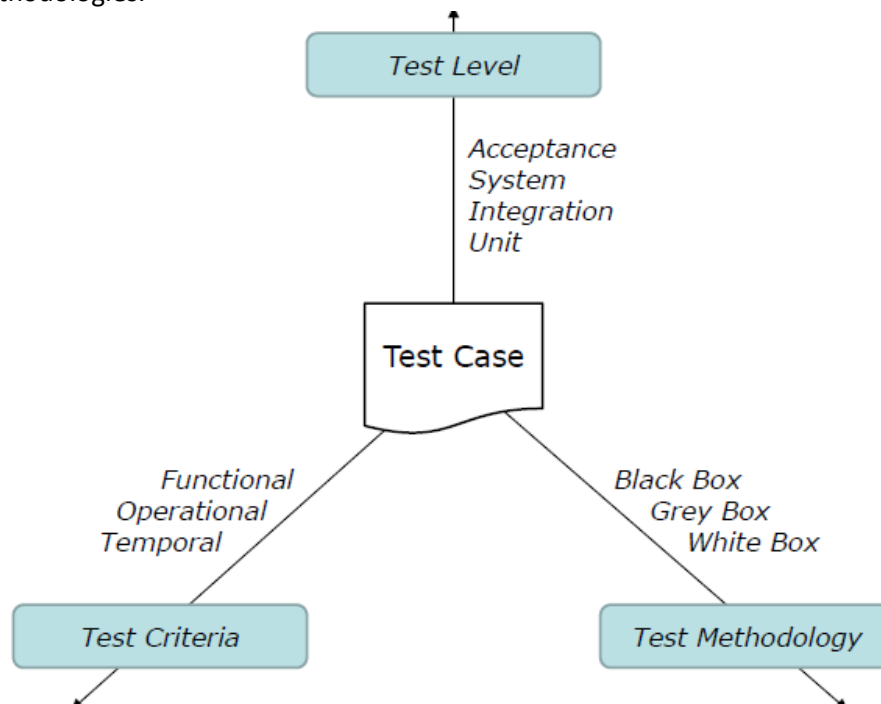 thodologies.
Test Level
Acceptance
System
Integration
Unit
Test Case
Functional
Operational
Temporal
Black Box
Grey Box
White Box
Test Criteria
Test Methodology